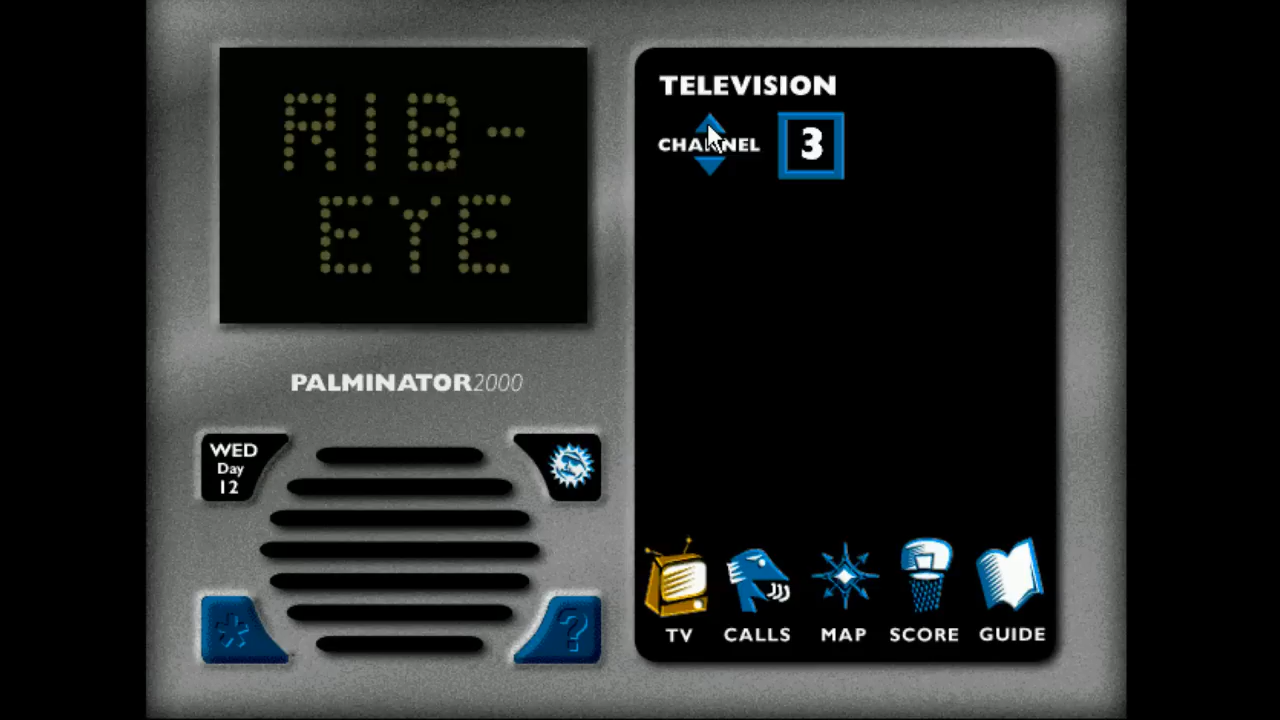 RIB-
EYE
TELEVISION
CHANNEL
3
PALMINATOR2000
WED
Day
12
*
?
TV
CALLS
MAP
SCORE
GUIDE